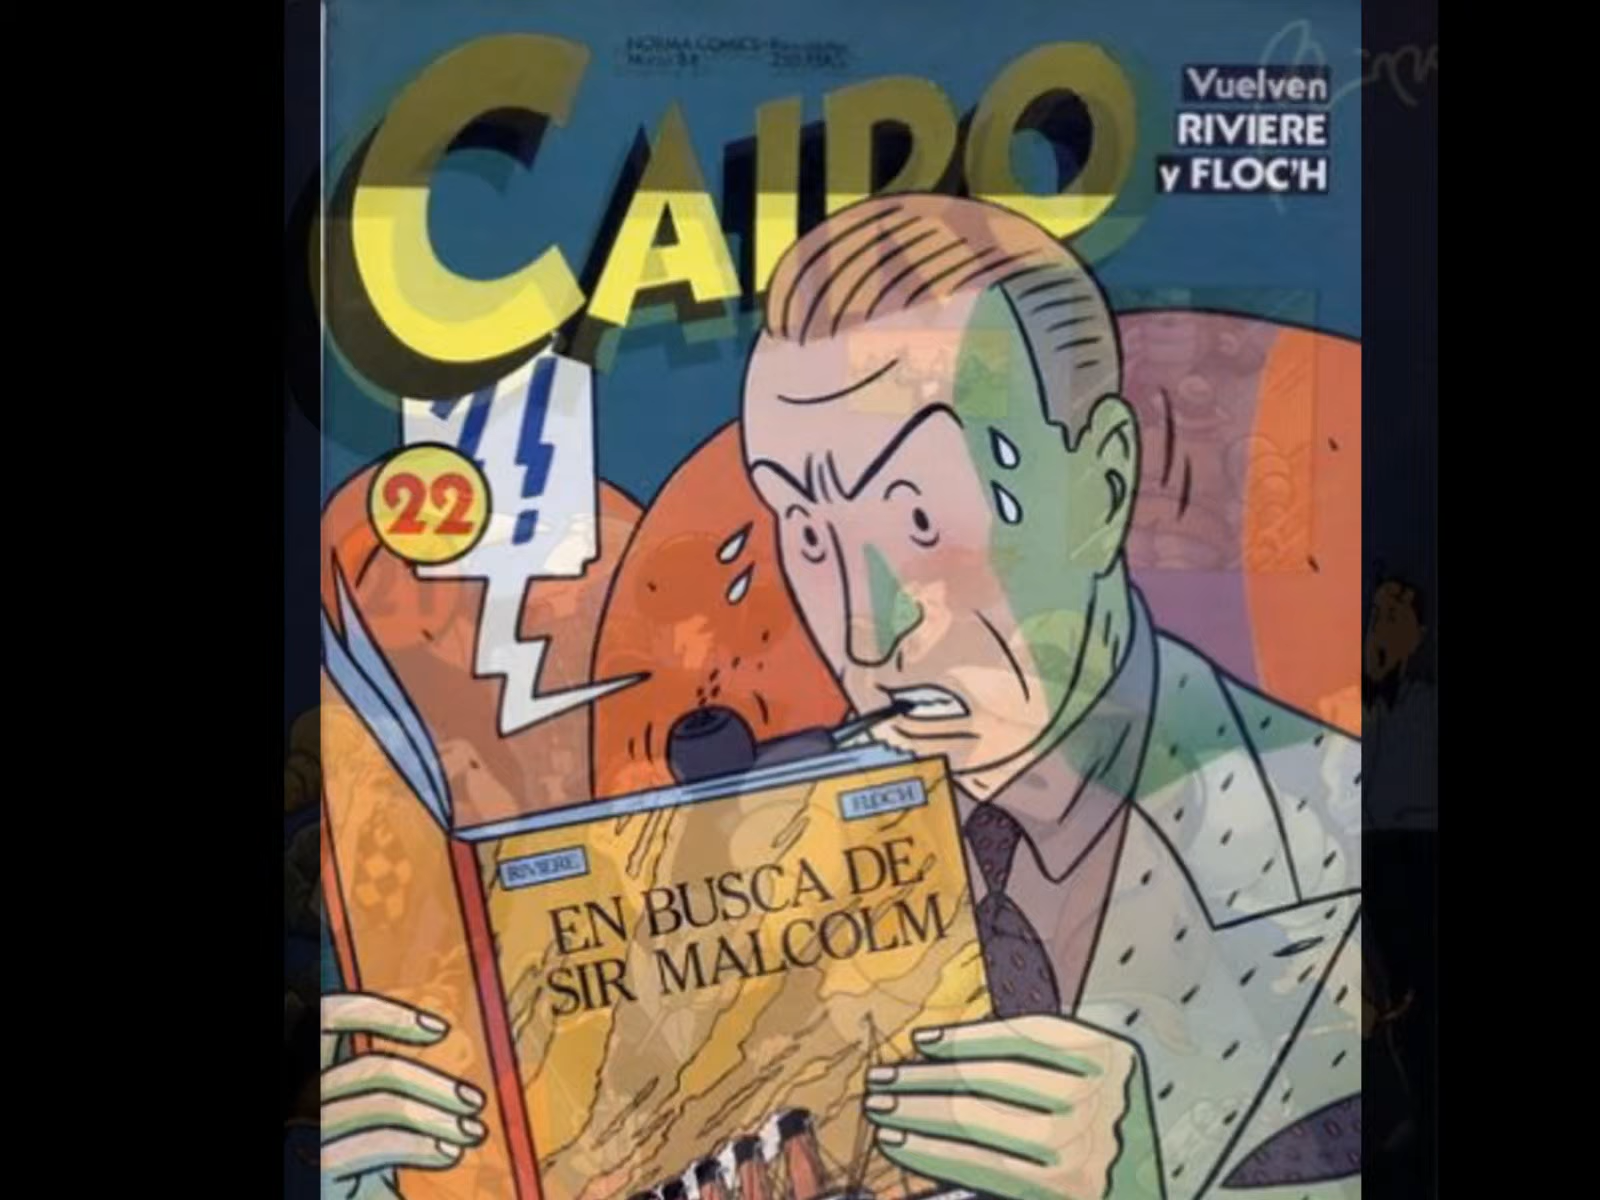 NORMA COMICS
CAIRO
Vuelven
RIVIERE
y FLOC'H
!
22
RIVIERE
FLOC'H
EN BUSCA DE
SIR MALCOLM